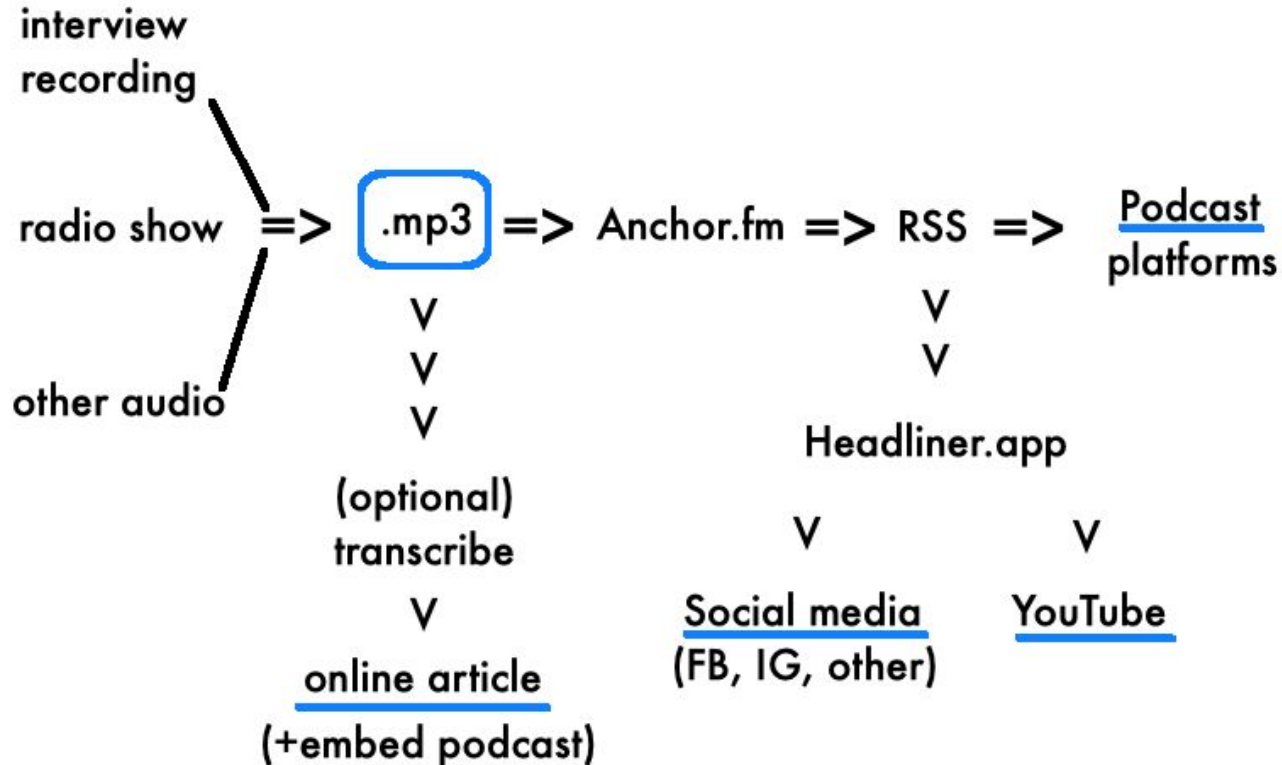 interview
recording
radio show => .mp3 => Anchor.fm => RSS => Podcast
platforms
other audio
V
V
V
(optional)
transcribe
V
online article
(+embed podcast)
V
V
Headliner.app
V V
Social media YouTube
(FB, IG, other)